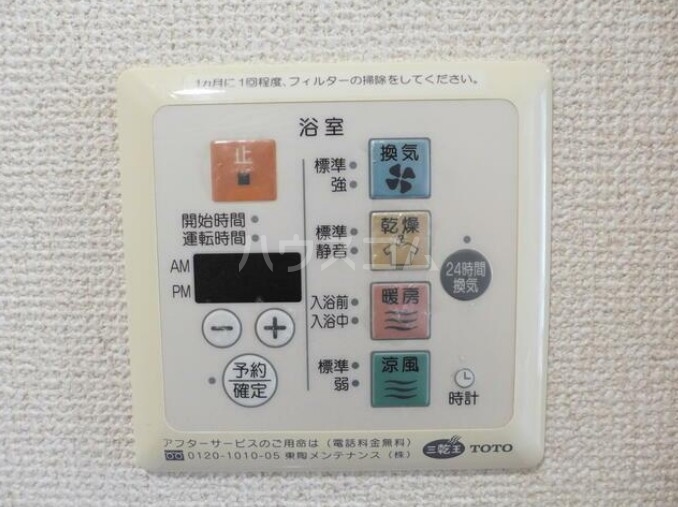 1ヵ月に1回程度、フィルターの掃除をしてください。
浴室
止
標準
強
換気
開始時間
運転時間
標準
静音
乾燥
AM
PM
24時間
換気
入浴前
入浴中
暖房
予約
確定
標準
弱
涼風
時計
アフターサービスのご用命は（電話料金無料）
0120-1010-05 東陶メンテナンス（株）
三乾王 TOTO
ハウスコム